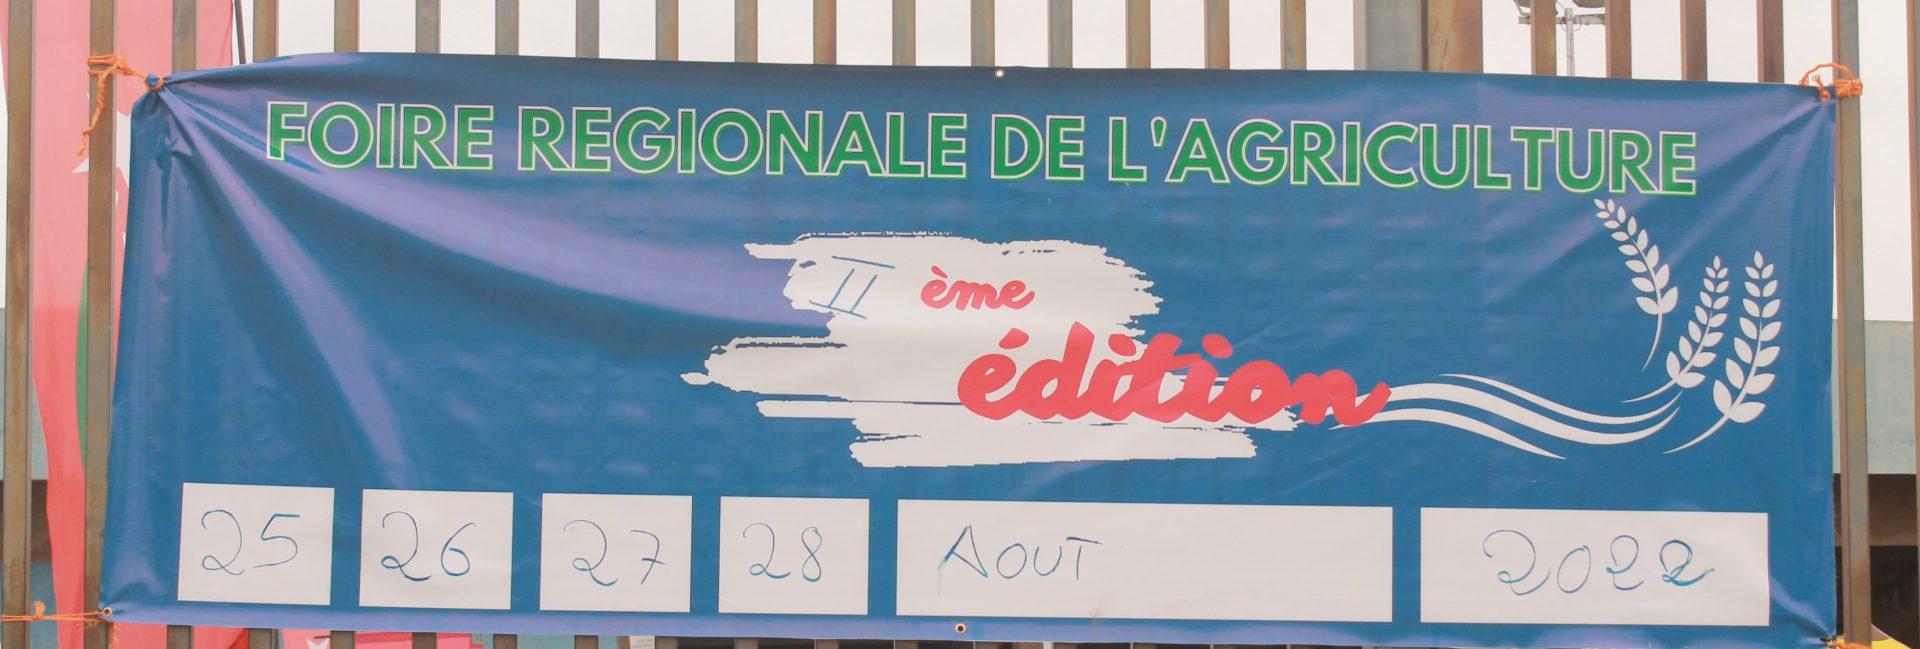 FOIRE REGIONALE DE L'AGRICULTURE
II ème
édition
25 26 27 28 AOUT 2022